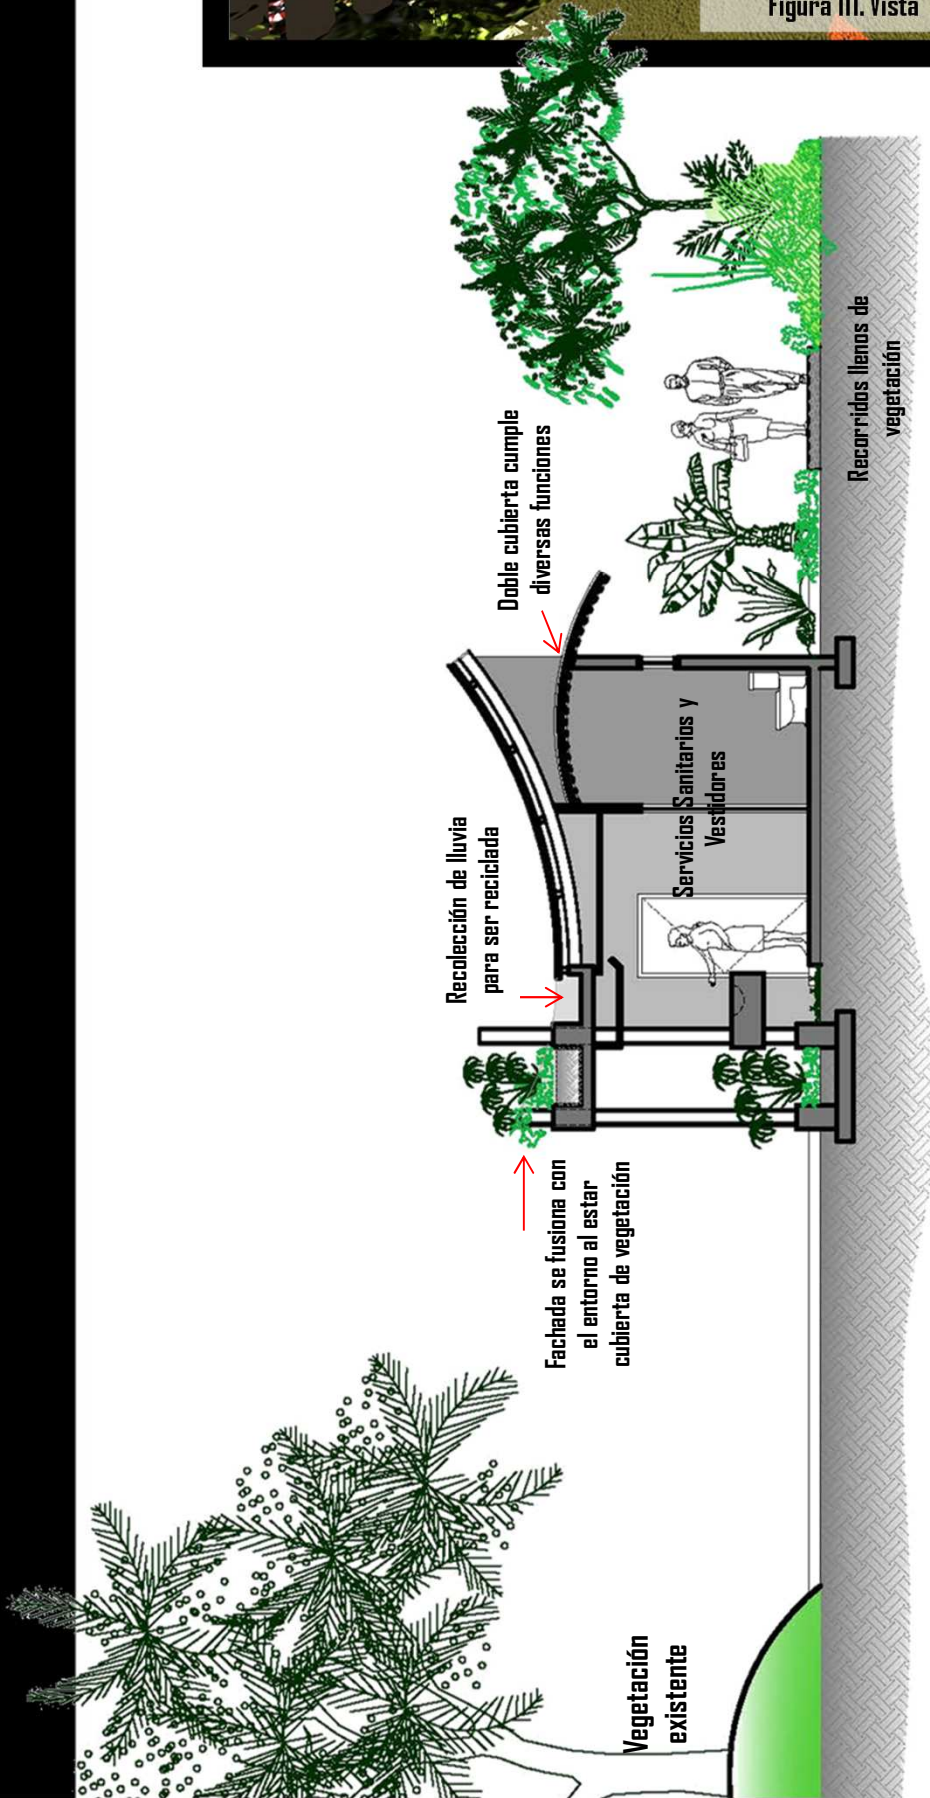 Figura 111. Vista
Doble cubierta cumple
diversas funciones
Recorridos llenos de
vegetación
Recolección de lluvia
para ser reciclada
Servicios Sanitarios y
Vestidores
Fachada se fusiona con
el entorno al estar
cubierta de vegetación
Vegetación
existente